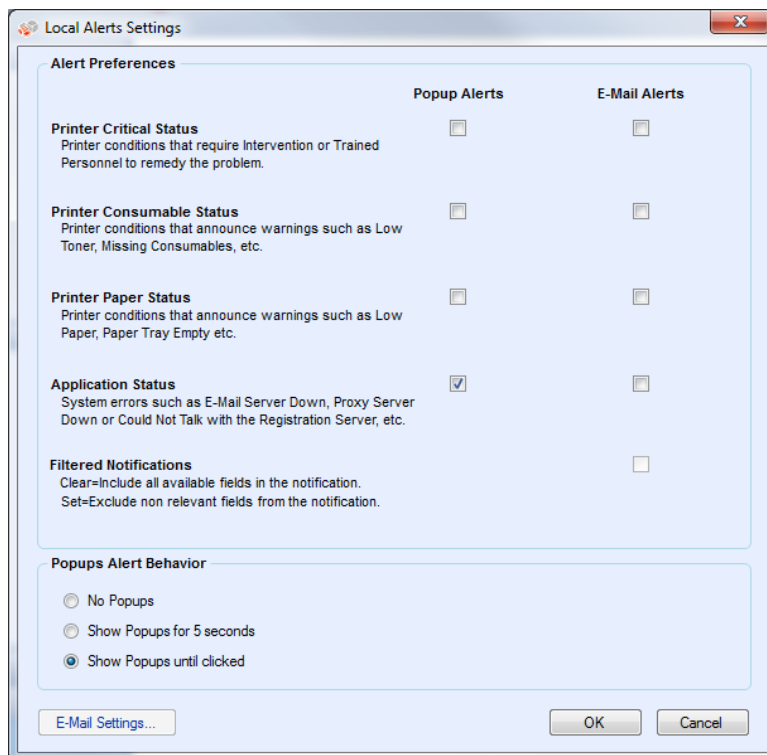 Local Alerts Settings
Alert Preferences
Popup Alerts E-Mail Alerts
Printer Critical Status
Printer conditions that require Intervention or Trained
Personnel to remedy the problem.
Printer Consumable Status
Printer conditions that announce warnings such as Low
Toner, Missing Consumables, etc.
Printer Paper Status
Printer conditions that announce warnings such as Low
Paper, Paper Tray Empty etc.
Application Status
System errors such as E-Mail Server Down, Proxy Server
Down or Could Not Talk with the Registration Server, etc.
Filtered Notifications
Clear=Include all available fields in the notification.
Set=Exclude non relevant fields from the notification.
Popups Alert Behavior
No Popups
Show Popups for 5 seconds
Show Popups until clicked
E-Mail Settings... OK Cancel